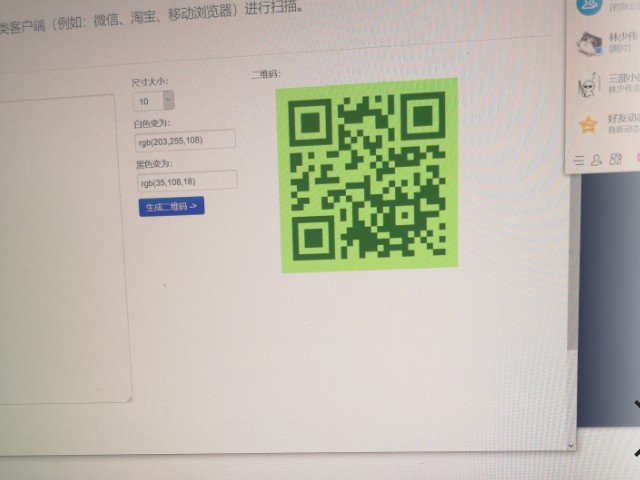 类客户端（例如：微信、淘宝、移动浏览器）进行扫描。
尺寸大小：
10
白色变为：
rgb(203,255,108)
黑色变为：
rgb(35,108,18)
生成二维码 ->
二维码：
林少伟
[图片]
三部小
林少伟
好友动
有新动态